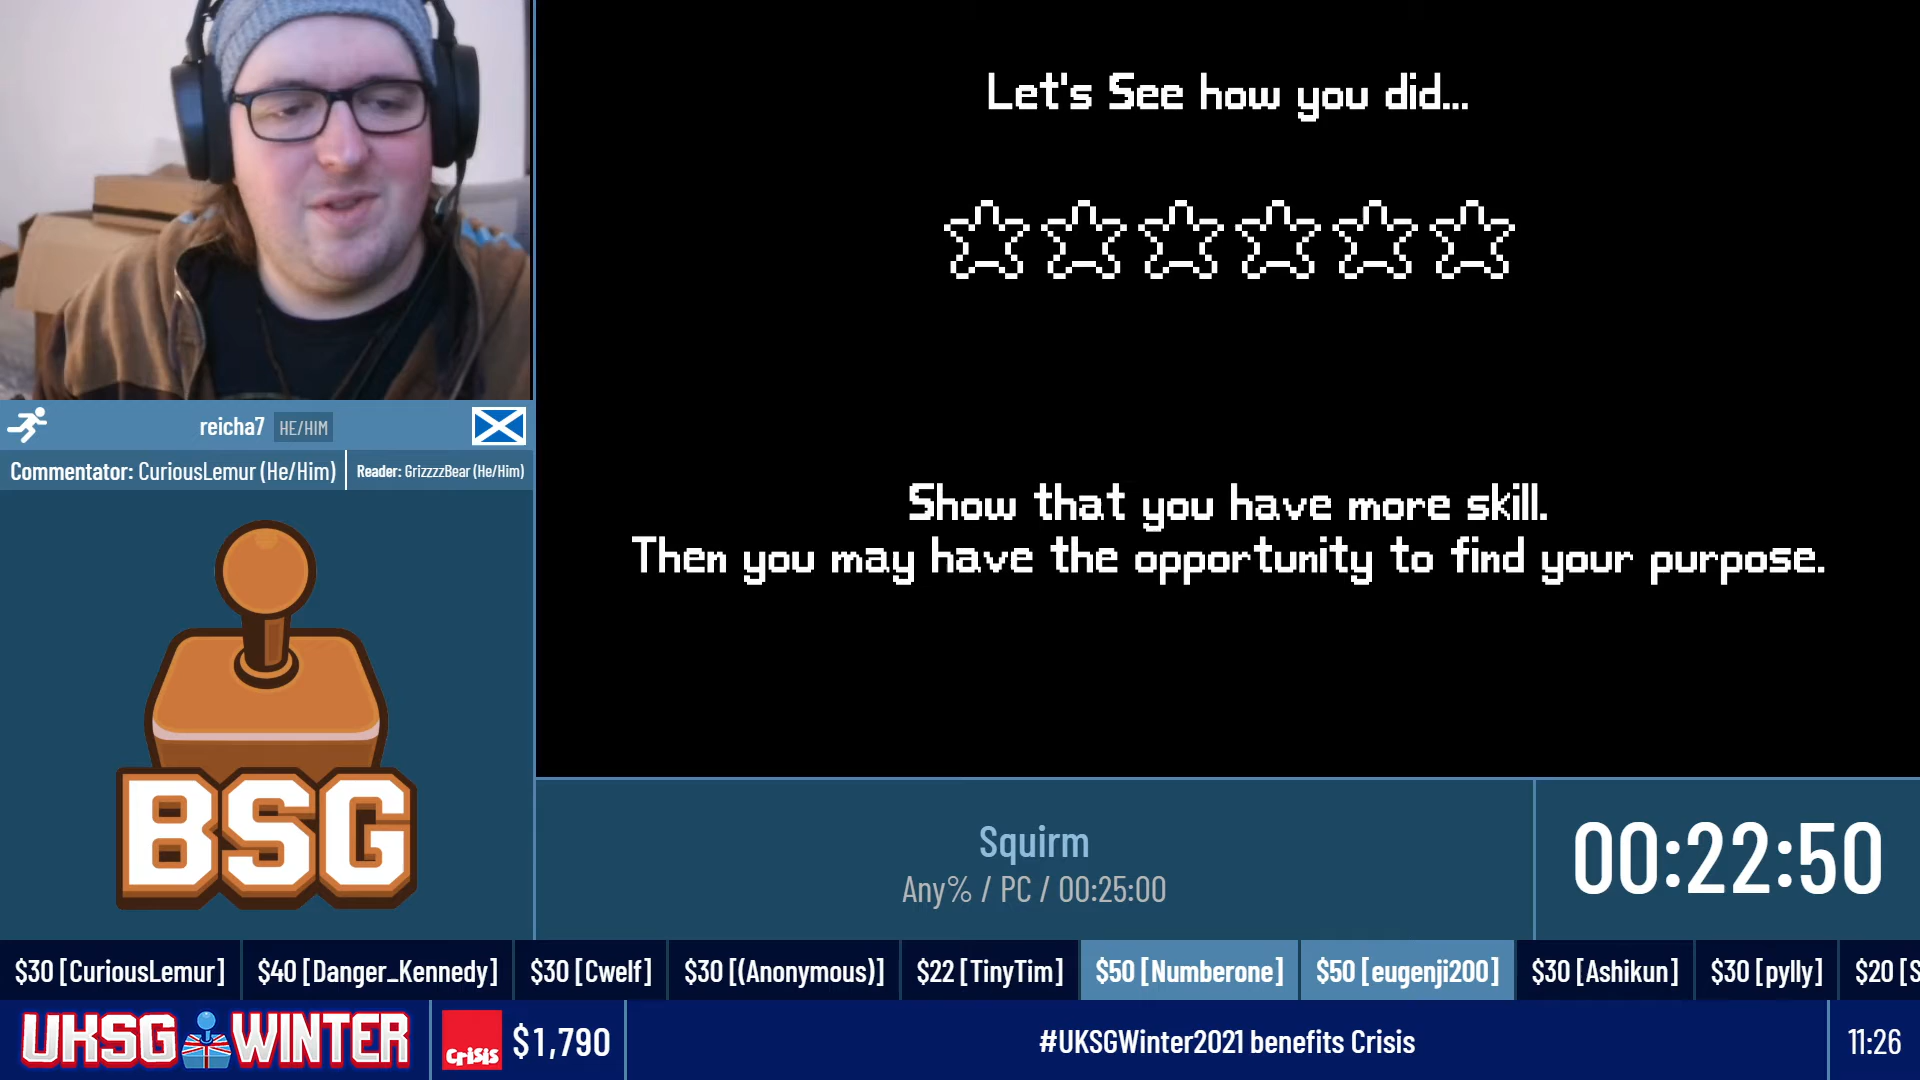 Let's See how you did...
Show that you have more skill.
Then you may have the opportunity to find your purpose.
reicha7 HE/HIM
Commentator: CuriousLemur (He/Him)
Reader: GrizzzzBear (He/Him)
BSG
Squirm
Any% / PC / 00:25:00
00:22:50
$30 [CuriousLemur] $40 [Danger_Kennedy] $30 [Cwelf] $30 [(Anonymous)] $22 [TinyTim] $50 [Numberone] $50 [eugenji200] $30 [Ashikun] $30 [pylly] $20 [S
UKSG WINTER
Crisis $1,790
#UKSGWinter2021 benefits Crisis
11:26